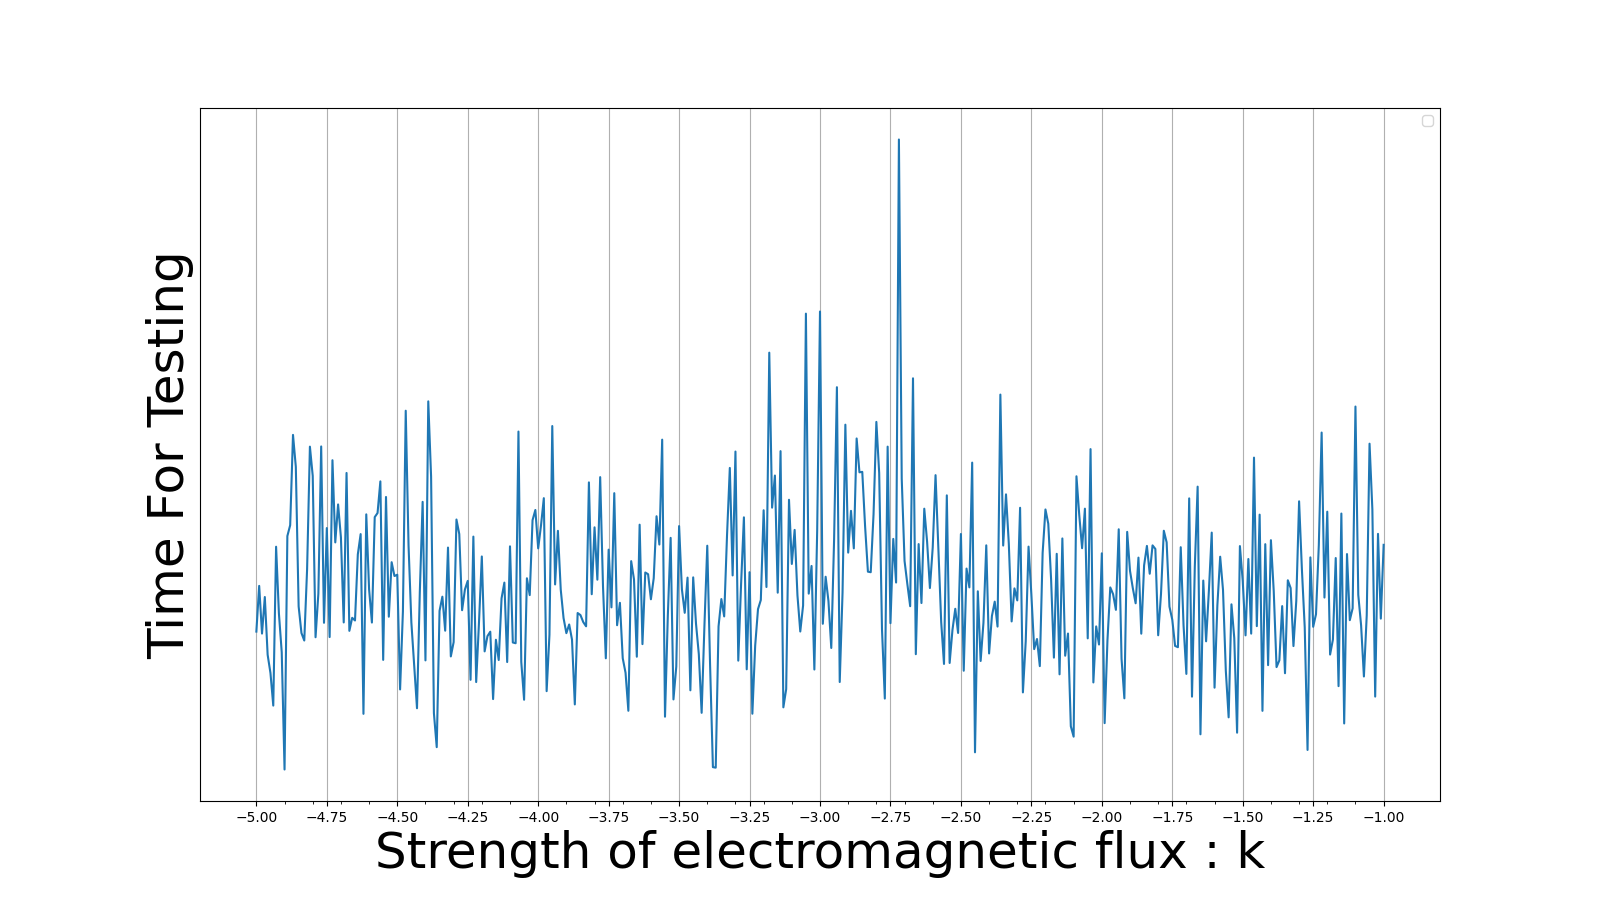 Time For Testing
−5.00 −4.75 −4.50 −4.25 −4.00 −3.75 −3.50 −3.25 −3.00 −2.75 −2.50 −2.25 −2.00 −1.75 −1.50 −1.25 −1.00
Strength of electromagnetic flux : k